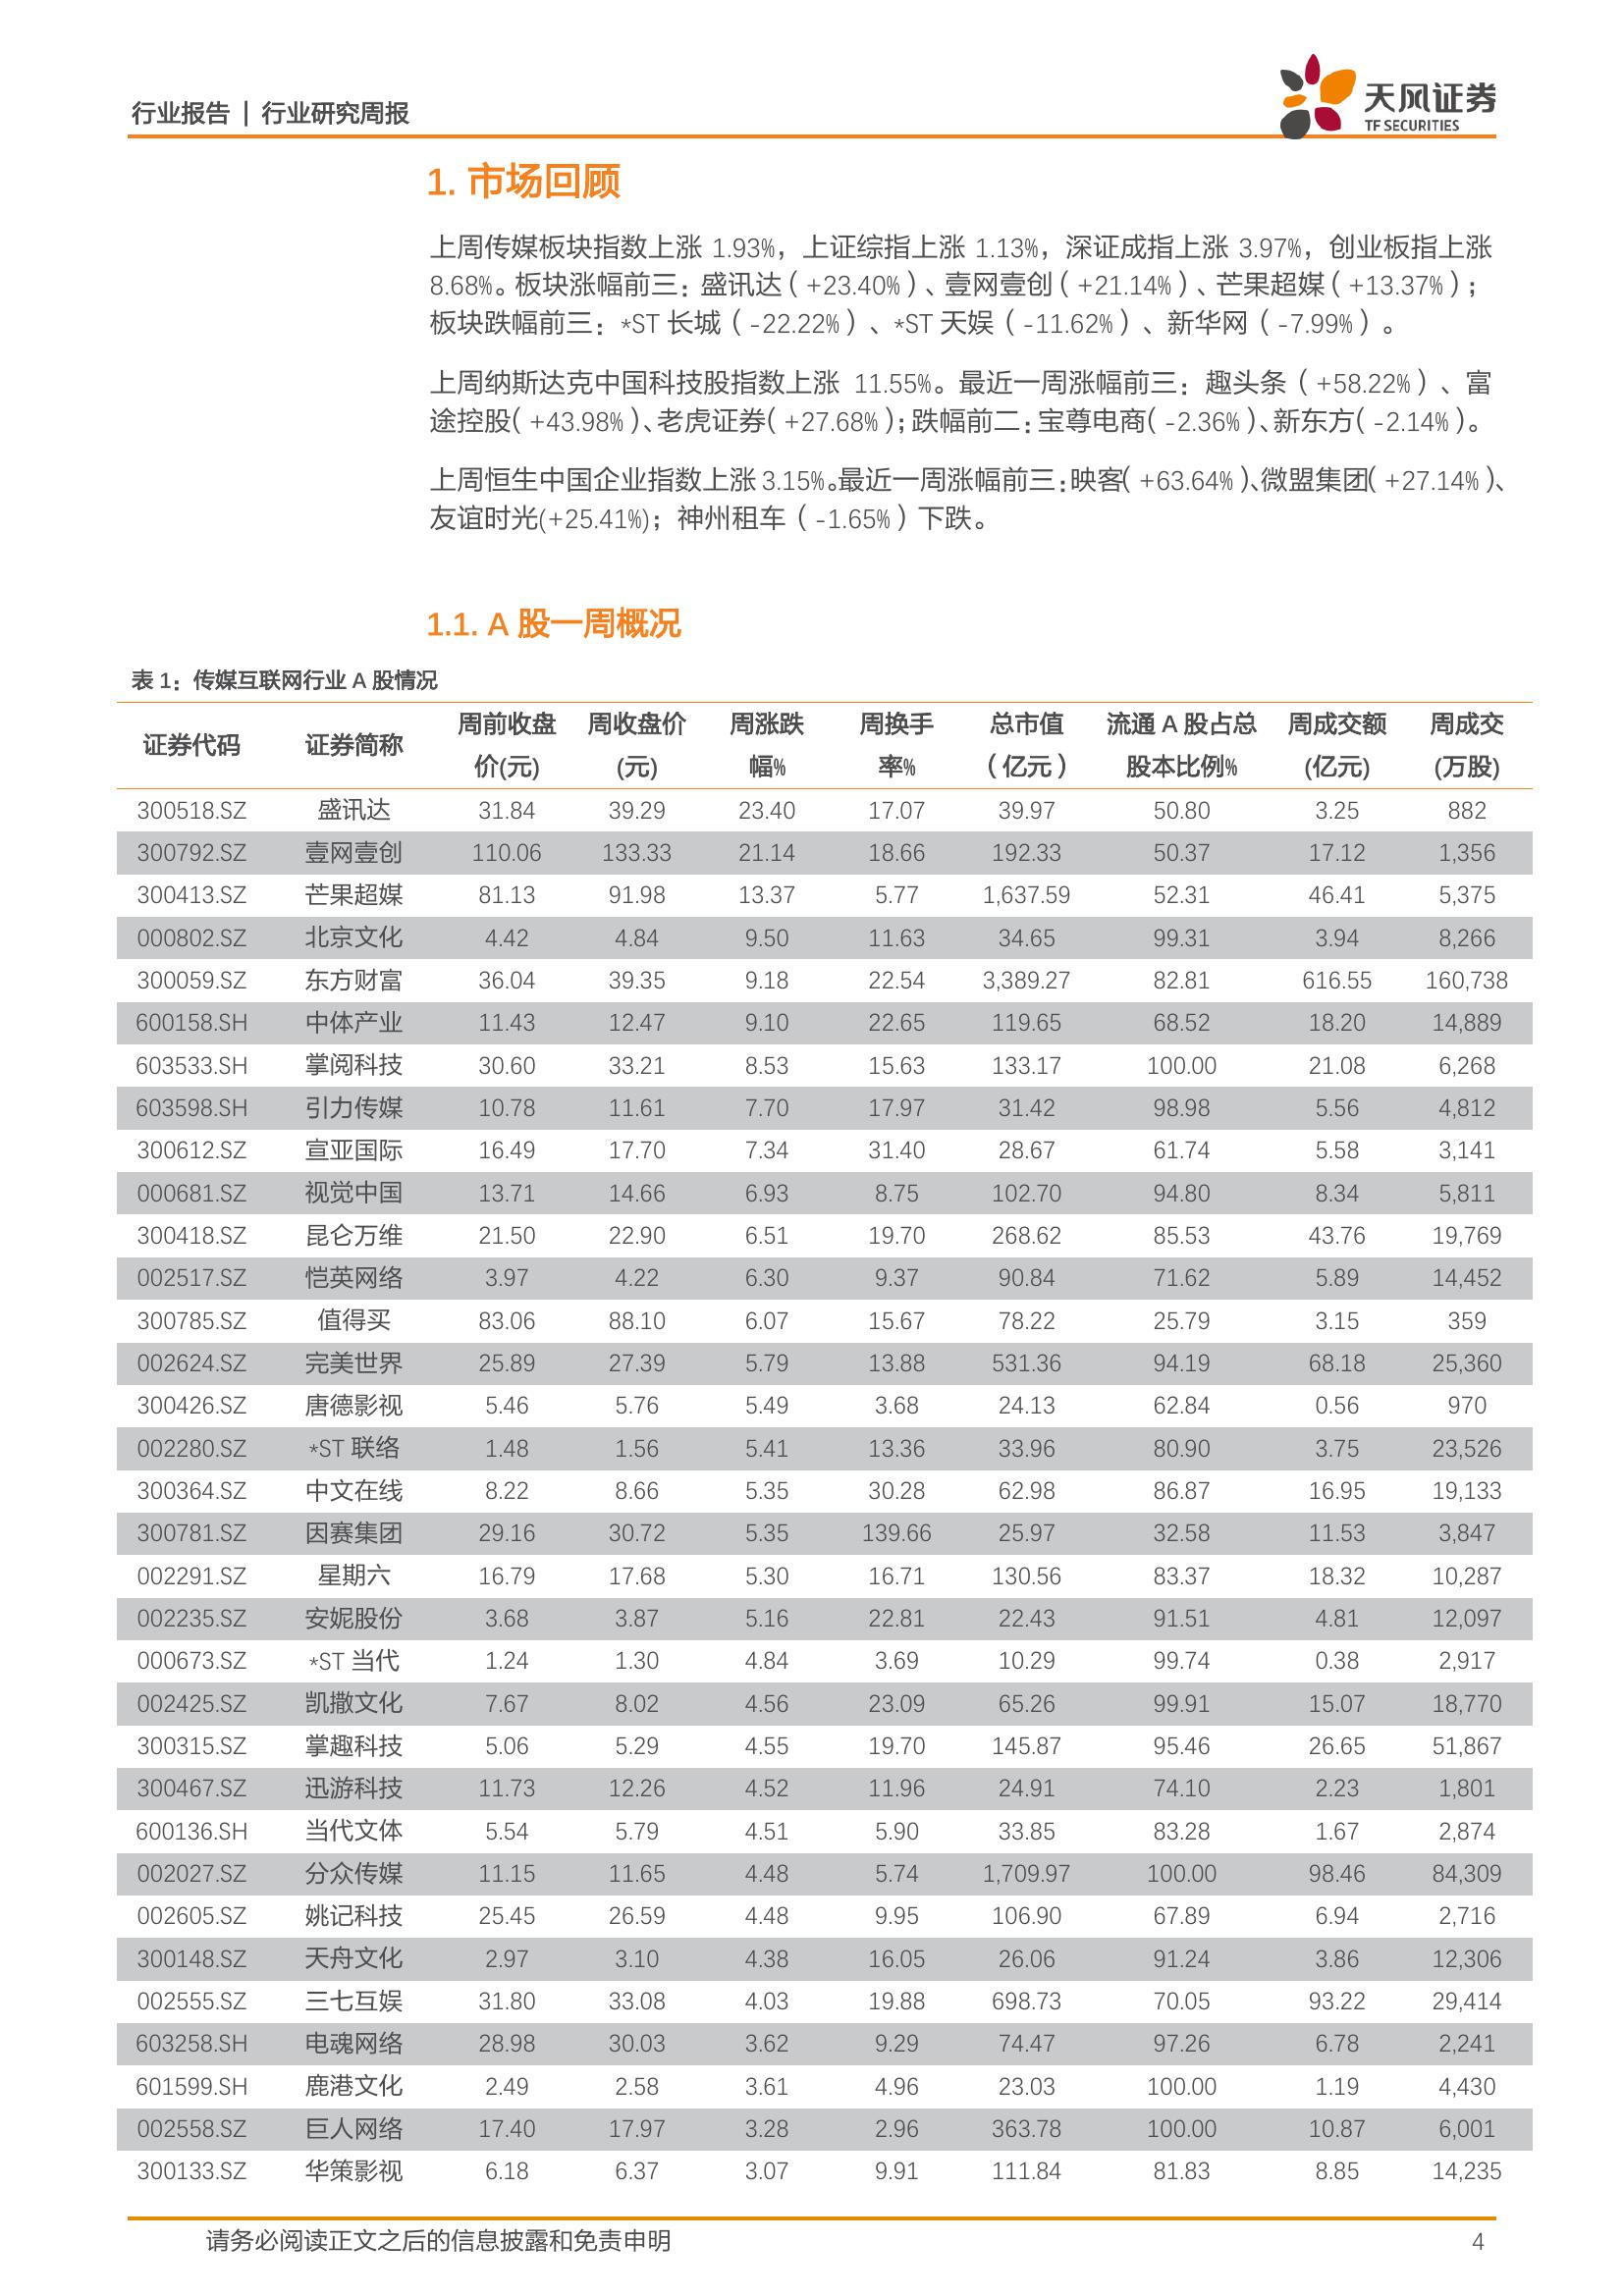 行业报告 | 行业研究周报
天风证券
TF SECURITIES
1. 市场回顾
上周传媒板块指数上涨 1.93%，上证综指上涨 1.13%，深证成指上涨 3.97%，创业板指上涨
8.68%。板块涨幅前三：盛讯达（+23.40%）、壹网壹创（+21.14%）、芒果超媒（+13.37%）；
板块跌幅前三：*ST 长城（-22.22%）、*ST 天娱（-11.62%）、新华网（-7.99%）。
上周纳斯达克中国科技股指数上涨 11.55%。最近一周涨幅前三：趣头条（+58.22%）、富
途控股（+43.98%）、老虎证券（+27.68%）；跌幅前二：宝尊电商（-2.36%）、新东方（-2.14%）。
上周恒生中国企业指数上涨 3.15%。最近一周涨幅前三：映客（+63.64%）、微盟集团（+27.14%）、
友谊时光(+25.41%)；神州租车（-1.65%）下跌。
1.1. A 股一周概况
表 1：传媒互联网行业 A 股情况
证券代码 证券简称 周前收盘价(元) 周收盘价(元) 周涨跌幅% 周换手率% 总市值（亿元） 流通 A 股占总股本比例% 周成交额(亿元) 周成交(万股)
300518.SZ 盛讯达 31.84 39.29 23.40 17.07 39.97 50.80 3.25 882
300792.SZ 壹网壹创 110.06 133.33 21.14 18.66 192.33 50.37 17.12 1,356
300413.SZ 芒果超媒 81.13 91.98 13.37 5.77 1,637.59 52.31 46.41 5,375
000802.SZ 北京文化 4.42 4.84 9.50 11.63 34.65 99.31 3.94 8,266
300059.SZ 东方财富 36.04 39.35 9.18 22.54 3,389.27 82.81 616.55 160,738
600158.SH 中体产业 11.43 12.47 9.10 22.65 119.65 68.52 18.20 14,889
603533.SH 掌阅科技 30.60 33.21 8.53 15.63 133.17 100.00 21.08 6,268
603598.SH 引力传媒 10.78 11.61 7.70 17.97 31.42 98.98 5.56 4,812
300612.SZ 宣亚国际 16.49 17.70 7.34 31.40 28.67 61.74 5.58 3,141
000681.SZ 视觉中国 13.71 14.66 6.93 8.75 102.70 94.80 8.34 5,811
300418.SZ 昆仑万维 21.50 22.90 6.51 19.70 268.62 85.53 43.76 19,769
002517.SZ 恺英网络 3.97 4.22 6.30 9.37 90.84 71.62 5.89 14,452
300785.SZ 值得买 83.06 88.10 6.07 15.67 78.22 25.79 3.15 359
002624.SZ 完美世界 25.89 27.39 5.79 13.88 531.36 94.19 68.18 25,360
300426.SZ 唐德影视 5.46 5.76 5.49 3.68 24.13 62.84 0.56 970
002280.SZ *ST 联络 1.48 1.56 5.41 13.36 33.96 80.90 3.75 23,526
300364.SZ 中文在线 8.22 8.66 5.35 30.28 62.98 86.87 16.95 19,133
300781.SZ 因赛集团 29.16 30.72 5.35 139.66 25.97 32.58 11.53 3,847
002291.SZ 星期六 16.79 17.68 5.30 16.71 130.56 83.37 18.32 10,287
002235.SZ 安妮股份 3.68 3.87 5.16 22.81 22.43 91.51 4.81 12,097
000673.SZ *ST 当代 1.24 1.30 4.84 3.69 10.29 99.74 0.38 2,917
002425.SZ 凯撒文化 7.67 8.02 4.56 23.09 65.26 99.91 15.07 18,770
300315.SZ 掌趣科技 5.06 5.29 4.55 19.70 145.87 95.46 26.65 51,867
300467.SZ 迅游科技 11.73 12.26 4.52 11.96 24.91 74.10 2.23 1,801
600136.SH 当代文体 5.54 5.79 4.51 5.90 33.85 83.28 1.67 2,874
002027.SZ 分众传媒 11.15 11.65 4.48 5.74 1,709.97 100.00 98.46 84,309
002605.SZ 姚记科技 25.45 26.59 4.48 9.95 106.90 67.89 6.94 2,716
300148.SZ 天舟文化 2.97 3.10 4.38 16.05 26.06 91.24 3.86 12,306
002555.SZ 三七互娱 31.80 33.08 4.03 19.88 698.73 70.05 93.22 29,414
603258.SH 电魂网络 28.98 30.03 3.62 9.29 74.47 97.26 6.78 2,241
601599.SH 鹿港文化 2.49 2.58 3.61 4.96 23.03 100.00 1.19 4,430
002558.SZ 巨人网络 17.40 17.97 3.28 2.96 363.78 100.00 10.87 6,001
300133.SZ 华策影视 6.18 6.37 3.07 9.91 111.84 81.83 8.85 14,235
请务必阅读正文之后的信息披露和免责申明 4